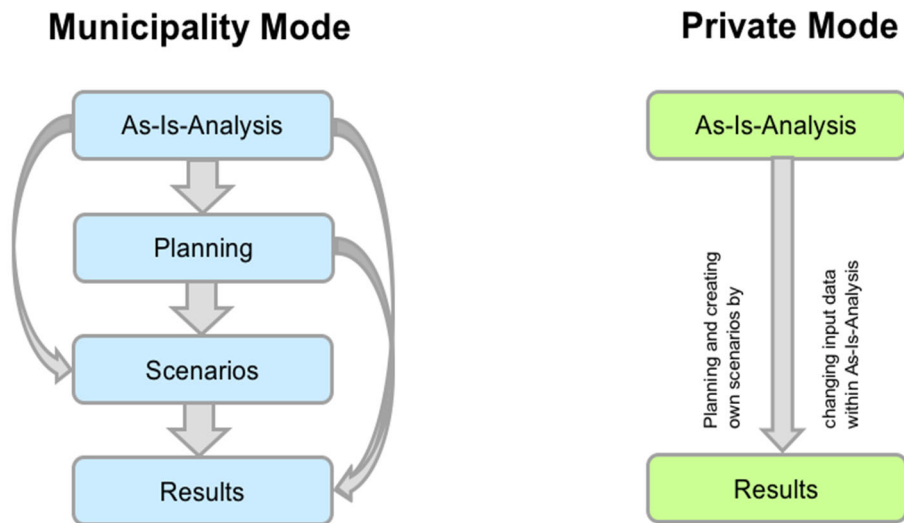 Municipality Mode
As-Is-Analysis
Planning
Scenarios
Results
Private Mode
As-Is-Analysis
Planning and creating
own scenarios by
changing input data
within As-Is-Analysis
Results